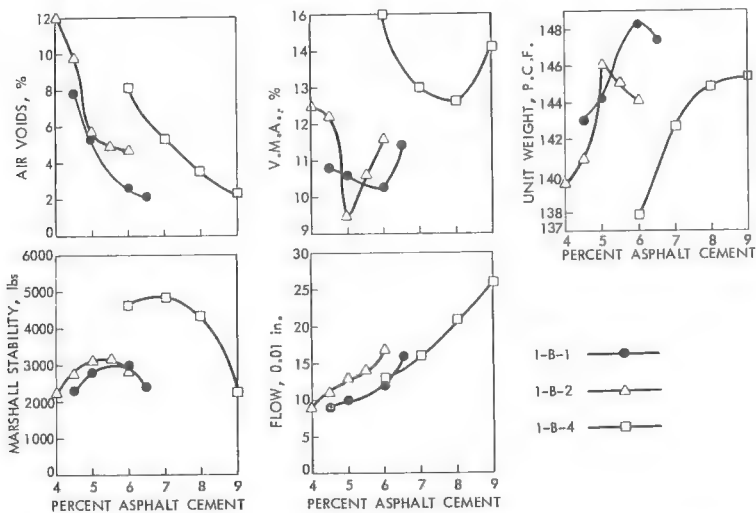 12
10
8
6
4
2
0
AIR VOIDS, %
16
15
14
13
12
11
10
9
V.M.A., %
148
146
144
142
140
138
137
UNIT WEIGHT, P.C.F.
4 5 6 7 8 9
PERCENT ASPHALT CEMENT
6000
5000
4000
3000
2000
1000
0
MARSHALL STABILITY, lbs
4 5 6 7 8 9
PERCENT ASPHALT CEMENT
30
25
20
15
10
5
FLOW, 0.01 in.
4 5 6 7 8 9
PERCENT ASPHALT CEMENT
1-B-1
1-B-2
1-B-4